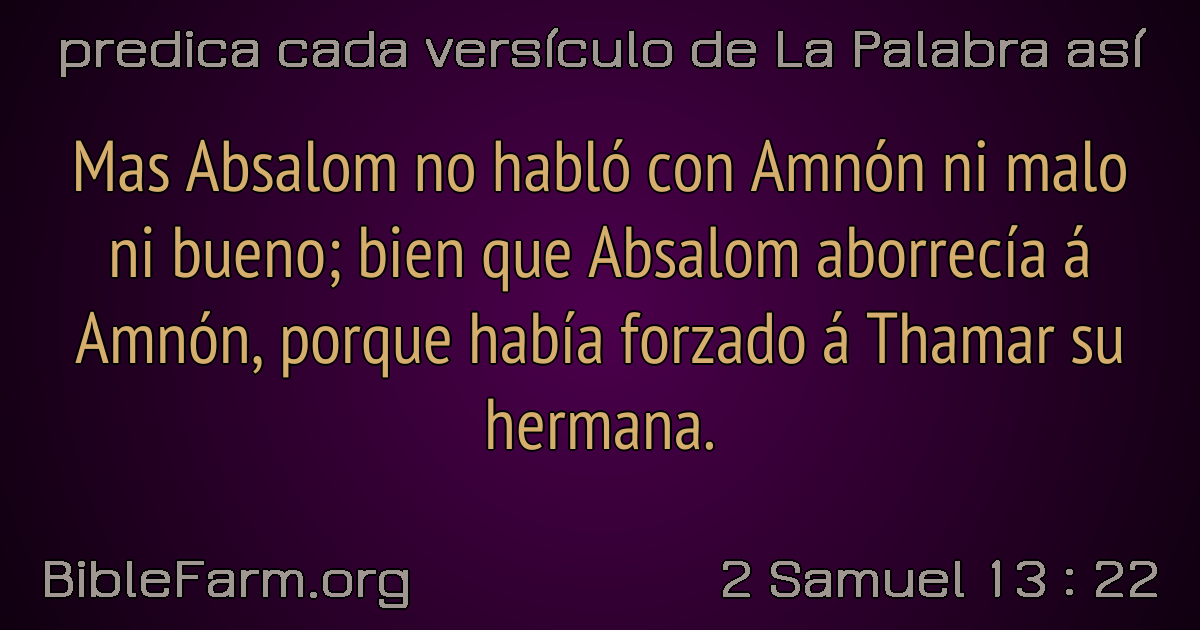 predica cada versículo de La Palabra así
Mas Absalom no habló con Amnón ni malo
ni bueno; bien que Absalom aborrecía á
Amnón, porque había forzado á Thamar su
hermana.
BibleFarm.org
2 Samuel 13 : 22